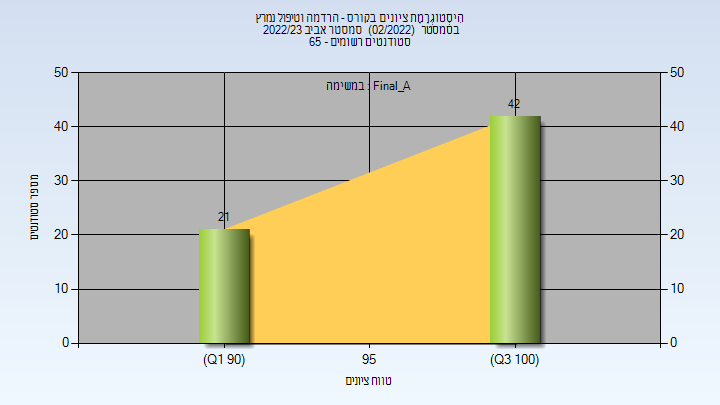 היסטוגרמת ציונים בקורס - הרדמה וטיפול נמרץ
בסמסטר (02/2022) סמסטר אביב 2022/23
סטודנטים רשומים - 65
במשימה : Final_A
50
40
30
20
10
0
50
40
30
20
10
0
מספר סטודנטים
21
42
(Q1 90)
95
(Q3 100)
טווח ציונים